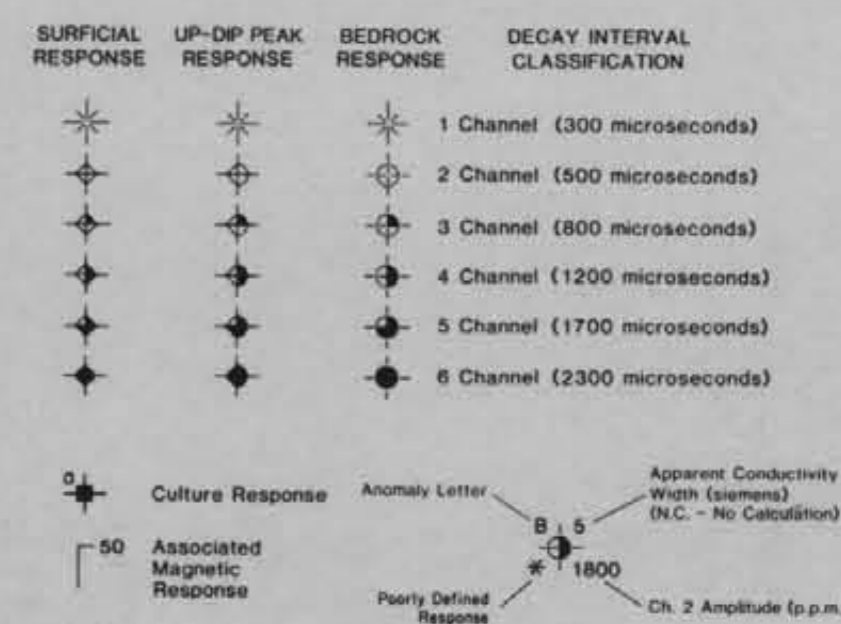 SURFICIAL RESPONSE
UP-DIP PEAK RESPONSE
BEDROCK RESPONSE
DECAY INTERVAL CLASSIFICATION
1 Channel (300 microseconds)
2 Channel (500 microseconds)
3 Channel (800 microseconds)
4 Channel (1200 microseconds)
5 Channel (1700 microseconds)
6 Channel (2300 microseconds)
Culture Response
50
Associated
Magnetic
Response
Anomaly Letter
Apparent Conductivity
Width (siemens)
(N.C. - No Calculation)
B 5
* 1800
Poorly Defined
Response
Ch. 2 Amplitude (p.p.m.